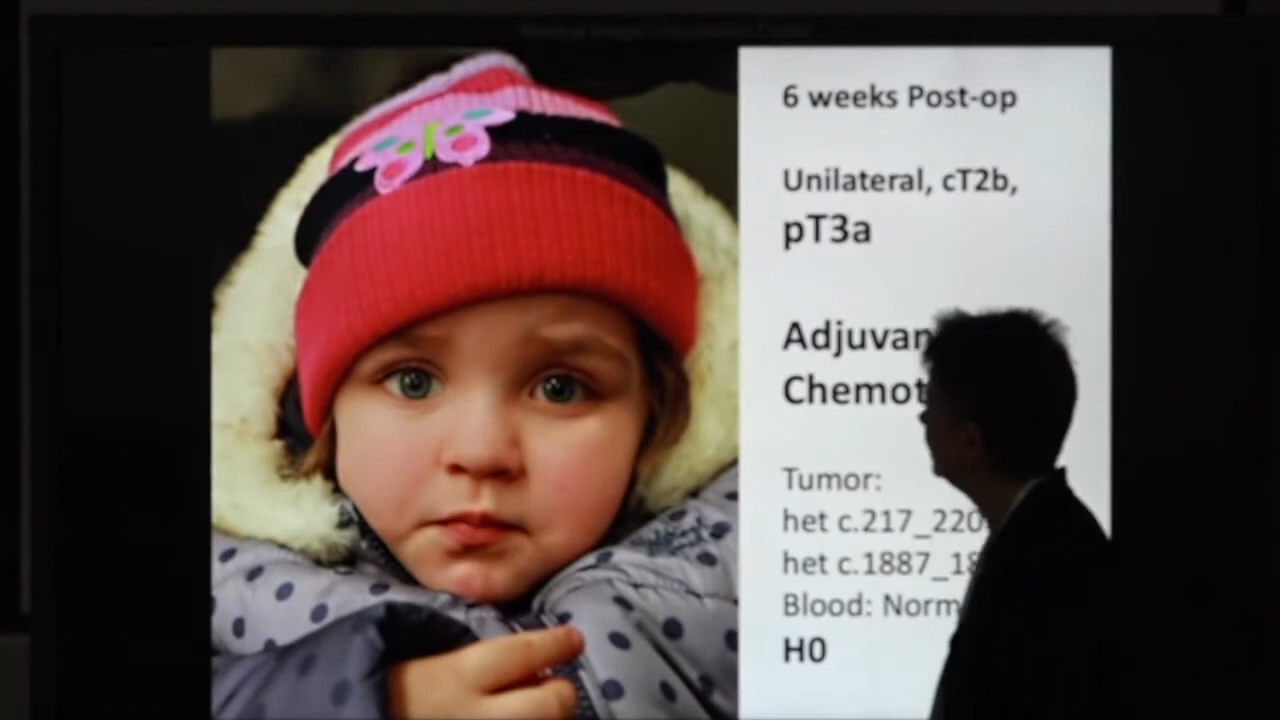 6 weeks Post-op
Unilateral, cT2b,
pT3a
Adjuvan
Chemot
Tumor:
het c.217_220
het c.1887_18
Blood: Norm
H0